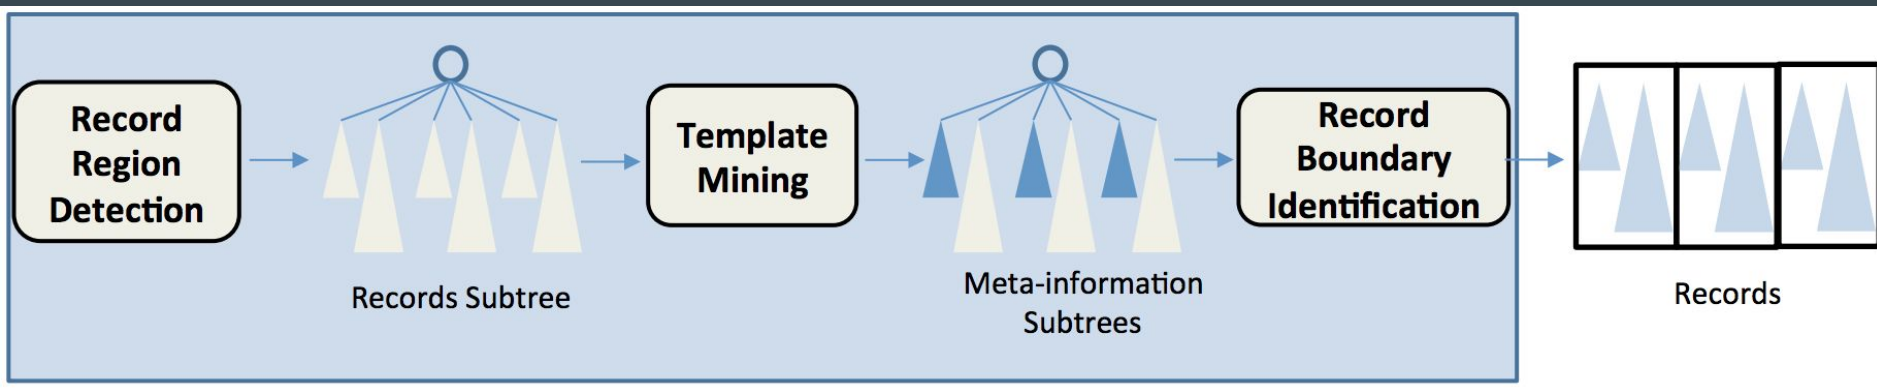 Record
Region
Detection
Records Subtree
Template
Mining
Meta-information
Subtrees
Record
Boundary
Identification
Records